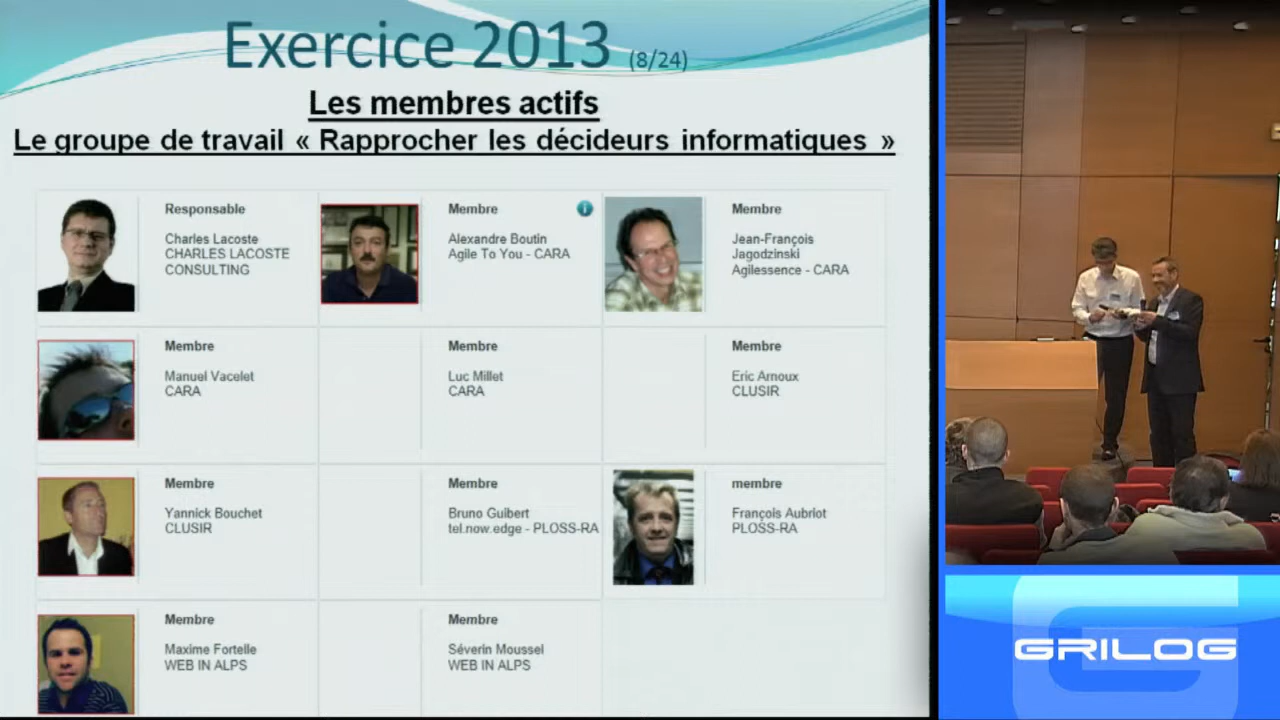 Exercice 2013 (8/24)
Les membres actifs
Le groupe de travail « Rapprocher les décideurs informatiques »
Responsable
Charles Lacoste
CHARLES LACOSTE
CONSULTING
Membre
Alexandre Boutin
Agile To You - CARA
Membre
Jean-François
Jagodzinski
Agilessence - CARA
Membre
Manuel Vacelet
CARA
Membre
Luc Millet
CARA
Membre
Eric Arnoux
CLUSIR
Membre
Yannick Bouchet
CLUSIR
Membre
Bruno Guibert
tel.now.edge - PLOSS-RA
membre
François Aubriot
PLOSS-RA
Membre
Maxime Fortelle
WEB IN ALPS
Membre
Séverin Moussel
WEB IN ALPS
GRILOG